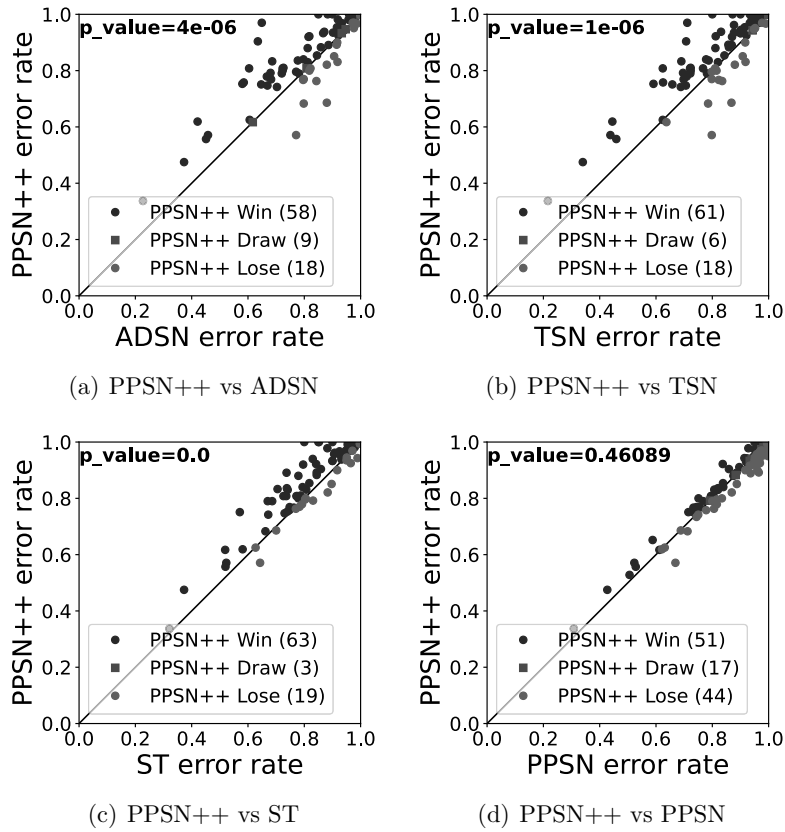 p_value=4e-06
PPSN++ error rate
1.0
0.8
0.6
0.4
0.2
0.0
PPSN++ Win (58)
PPSN++ Draw (9)
PPSN++ Lose (18)
0.0 0.2 0.4 0.6 0.8 1.0
ADSN error rate
(a) PPSN++ vs ADSN
p_value=1e-06
PPSN++ error rate
1.0
0.8
0.6
0.4
0.2
0.0
PPSN++ Win (61)
PPSN++ Draw (6)
PPSN++ Lose (18)
0.0 0.2 0.4 0.6 0.8 1.0
TSN error rate
(b) PPSN++ vs TSN
p_value=0.0
PPSN++ error rate
1.0
0.8
0.6
0.4
0.2
0.0
PPSN++ Win (63)
PPSN++ Draw (3)
PPSN++ Lose (19)
0.0 0.2 0.4 0.6 0.8 1.0
ST error rate
(c) PPSN++ vs ST
p_value=0.46089
PPSN++ error rate
1.0
0.8
0.6
0.4
0.2
0.0
PPSN++ Win (51)
PPSN++ Draw (17)
PPSN++ Lose (44)
0.0 0.2 0.4 0.6 0.8 1.0
PPSN error rate
(d) PPSN++ vs PPSN